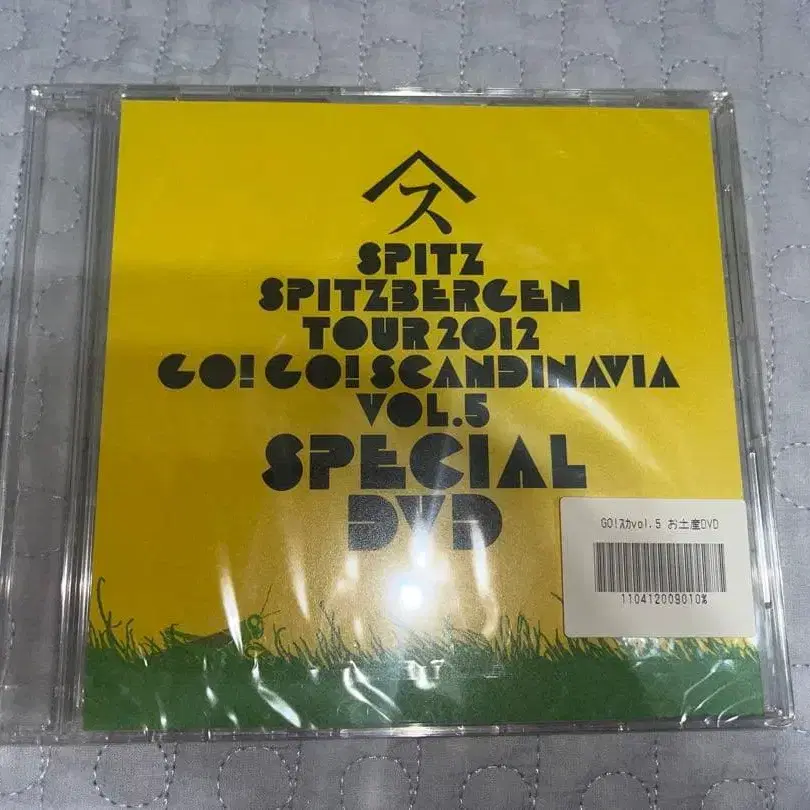 ス
SPITZ
SPITZBERGEN
TOUR 2012
GO! GO! SCANDINAVIA
VOL.5
SPECIAL
DVD
GO!ｽｶvol.5 お土産DVD
110412009010%